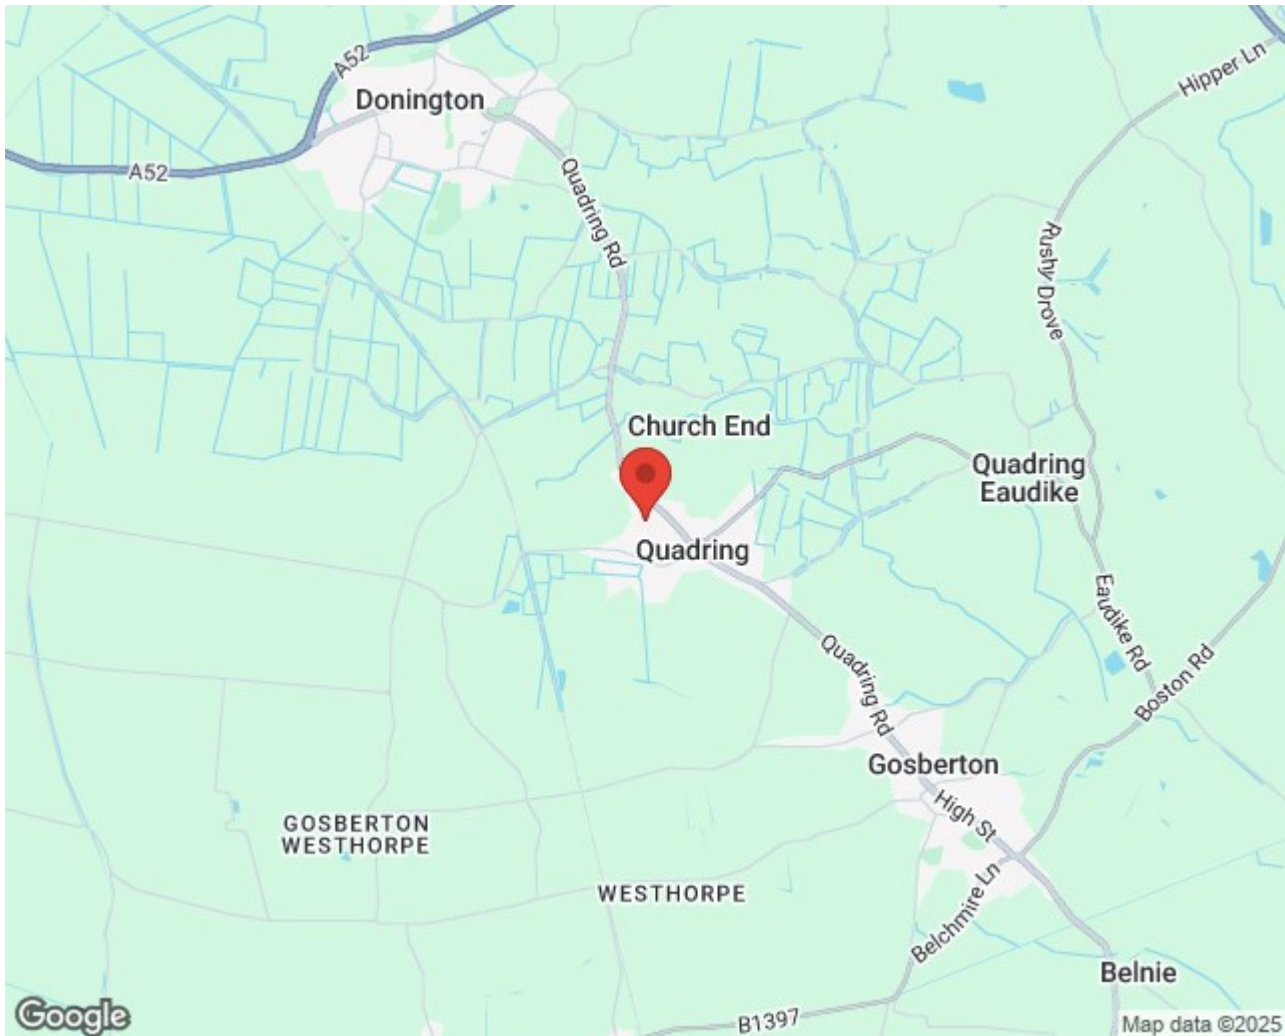 A52
Donington
A52
Hipper Ln
Quadring Rd
Rushy Drove
Church End
Quadring
Eaudike
Quadring
Eaudike Rd
Quadring Rd
Boston Rd
Gosberton
High St
GOSBERTON
WESTHORPE
WESTHORPE
Belchmire Ln
Belnie
Google
B1397
Map data ©2025